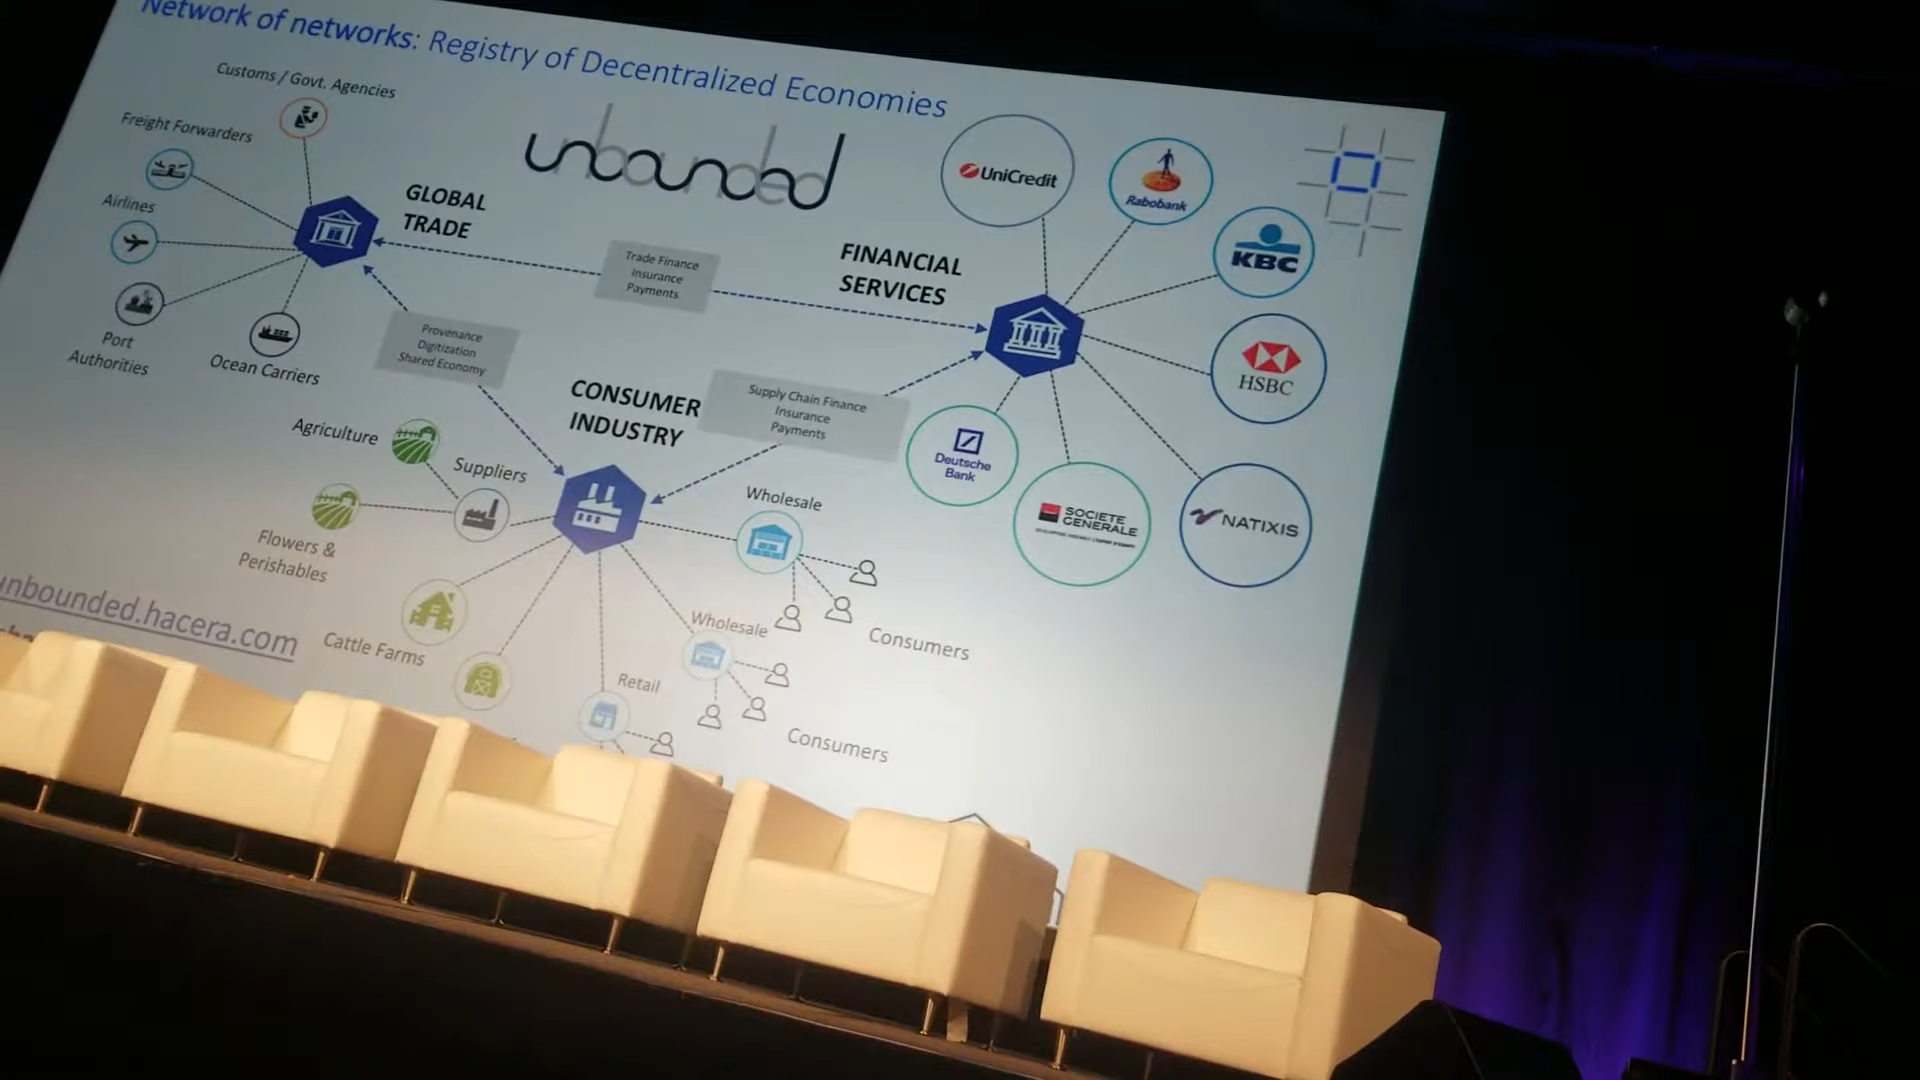 Network of networks: Registry of Decentralized Economies
Customs / Govt. Agencies
Freight Forwarders
Airlines
Port
Authorities
Ocean Carriers
GLOBAL
TRADE
unbounded
Trade Finance
Insurance
Payments
FINANCIAL
SERVICES
UniCredit
Rabobank
KBC
HSBC
NATIXIS
SOCIETE
GENERALE
Deutsche
Bank
Provenance
Digitization
Shared Economy
CONSUMER
INDUSTRY
Supply Chain Finance
Insurance
Payments
Agriculture
Suppliers
Flowers &
Perishables
Cattle Farms
Wholesale
Consumers
Wholesale
Consumers
Retail
unbounded.hacera.com